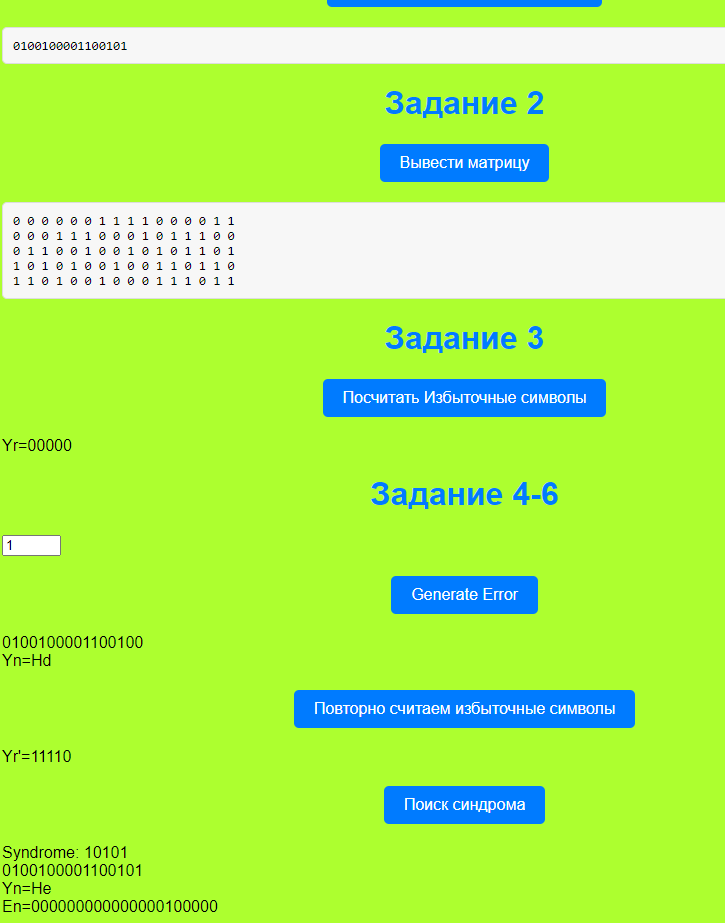 0100100001100101
Задание 2
Вывести матрицу
0 0 0 0 0 0 1 1 1 1 0 0 0 0 1 1
0 0 0 1 1 1 0 0 0 1 0 1 1 1 0 0
0 1 1 0 0 1 0 0 1 0 1 0 1 1 0 1
1 0 1 0 1 0 0 1 0 0 1 1 0 1 1 0
1 1 0 1 0 0 1 0 0 0 1 1 1 0 1 1
Задание 3
Посчитать Избыточные символы
Yr=00000
Задание 4-6
1
Generate Error
0100100001100100
Yn=Hd
Повторно считаем избыточные символы
Yr'=11110
Поиск синдрома
Syndrome: 10101
0100100001100101
Yn=He
En=000000000000000100000